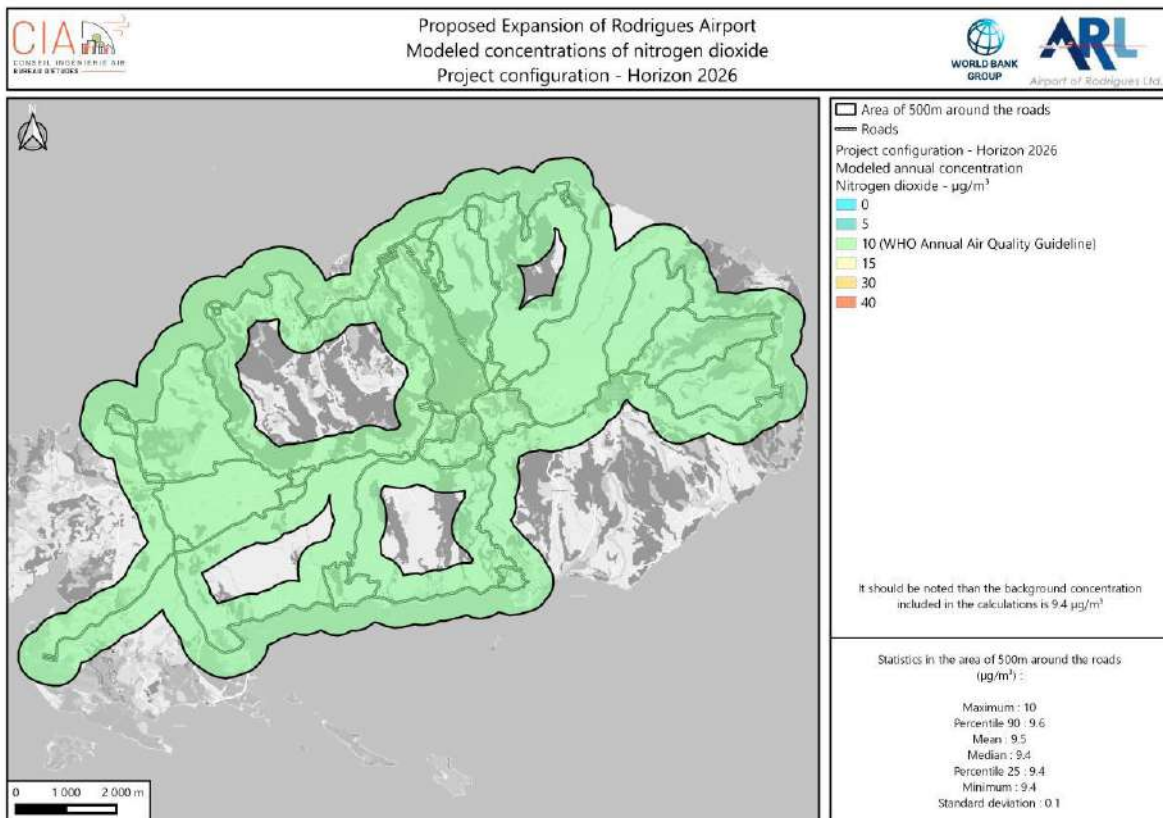 CIA
CONSEIL INGENIERIE AIR
BUREAU D'ETUDES
Proposed Expansion of Rodrigues Airport
Modeled concentrations of nitrogen dioxide
Project configuration - Horizon 2026
WORLD BANK
GROUP
ARL
Airport of Rodrigues Ltd.
N
0 1 000 2 000 m
Area of 500m around the roads
Roads
Project configuration - Horizon 2026
Modeled annual concentration
Nitrogen dioxide - µg/m³
0
5
10 (WHO Annual Air Quality Guideline)
15
30
40
It should be noted than the background concentration
included in the calculations is 9.4 µg/m³
Statistics in the area of 500m around the roads
(µg/m³) :
Maximum : 10
Percentile 90 : 9.6
Mean : 9.5
Median : 9.4
Percentile 25 : 9.4
Minimum : 9.4
Standard deviation : 0.1